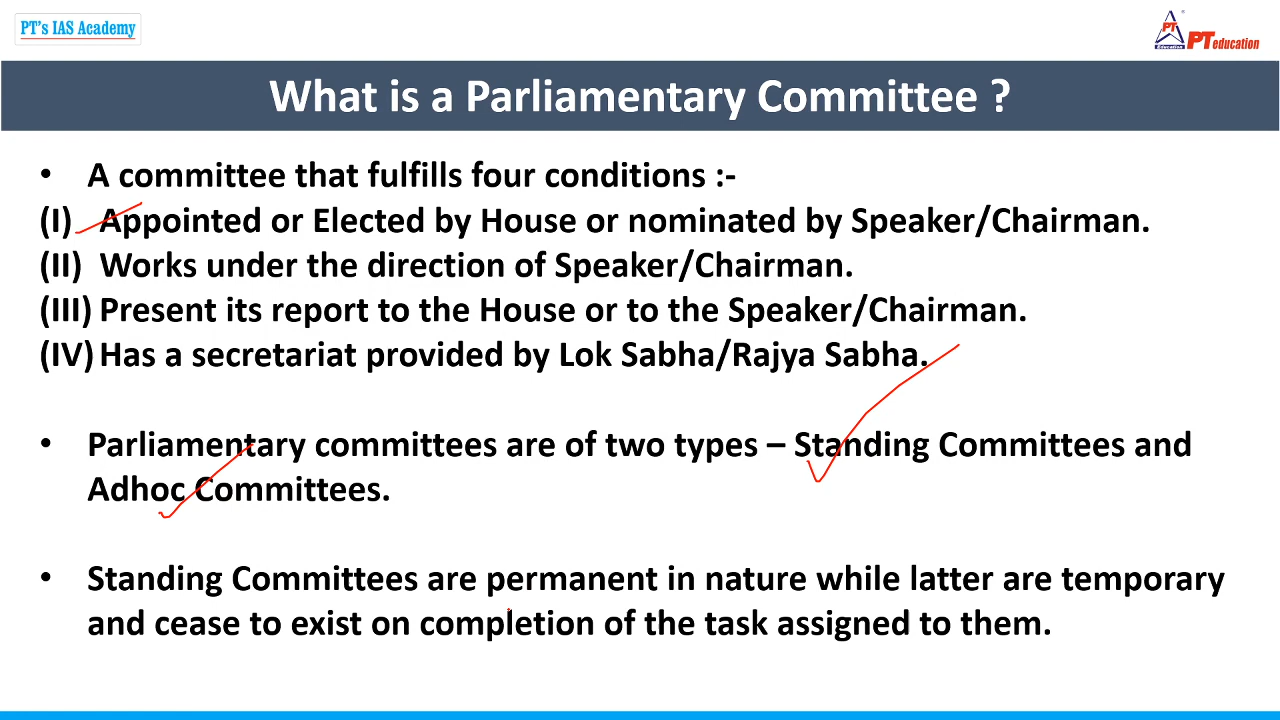 PT's IAS Academy
PT
Education
PT education
What is a Parliamentary Committee ?
• A committee that fulfills four conditions :-
(I) Appointed or Elected by House or nominated by Speaker/Chairman.
(II) Works under the direction of Speaker/Chairman.
(III) Present its report to the House or to the Speaker/Chairman.
(IV) Has a secretariat provided by Lok Sabha/Rajya Sabha.
• Parliamentary committees are of two types – Standing Committees and
Adhoc Committees.
• Standing Committees are permanent in nature while latter are temporary
and cease to exist on completion of the task assigned to them.